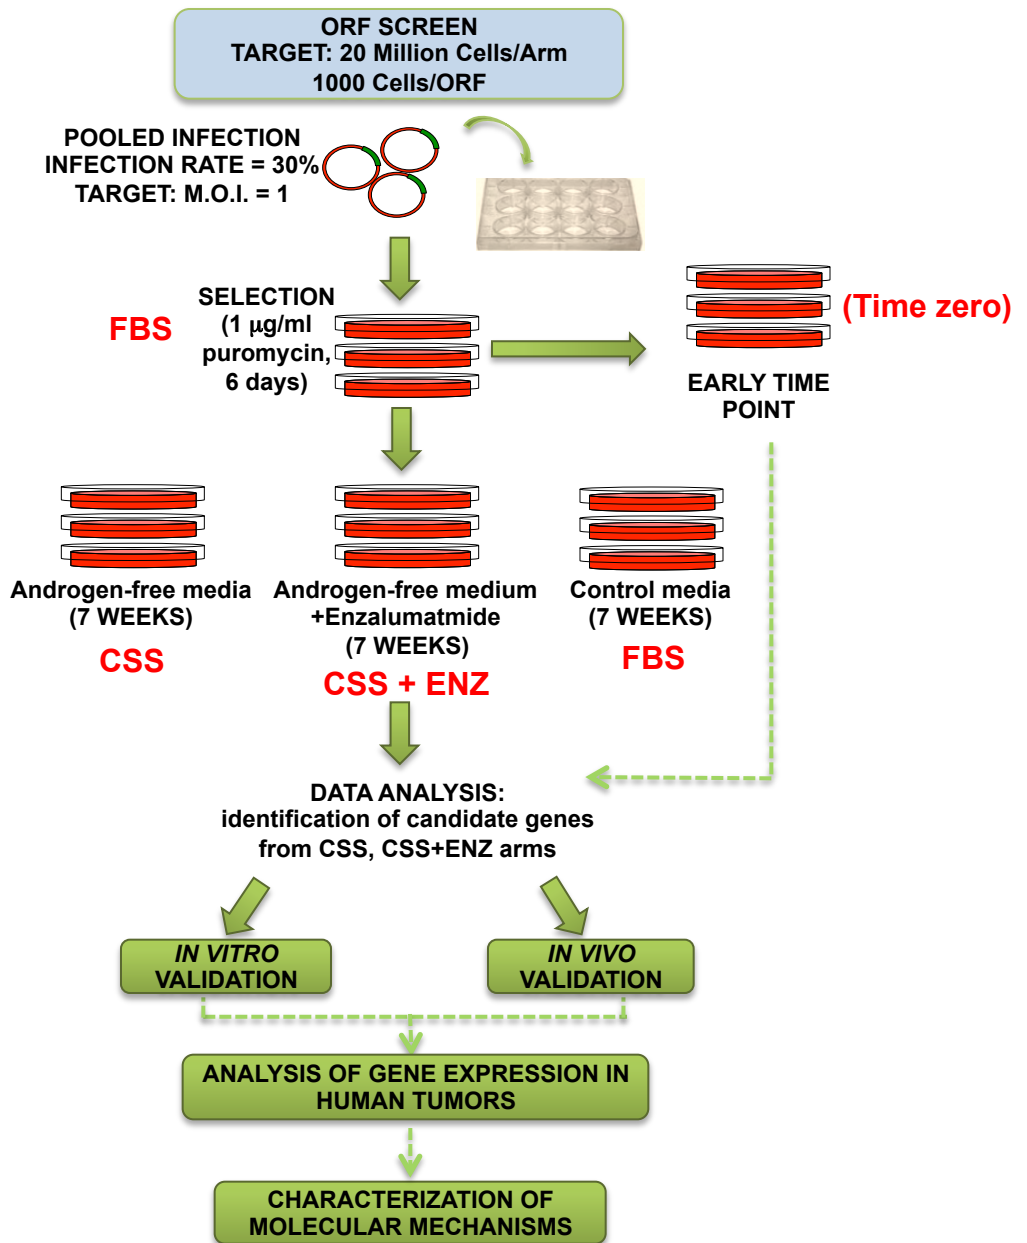 ORF SCREEN
TARGET: 20 Million Cells/Arm
1000 Cells/ORF
POOLED INFECTION
INFECTION RATE = 30%
TARGET: M.O.I. = 1
FBS
SELECTION
(1 μg/ml
puromycin,
6 days)
(Time zero)
EARLY TIME
POINT
Androgen-free media
(7 WEEKS)
CSS
Androgen-free medium
+Enzalumatmide
(7 WEEKS)
CSS + ENZ
Control media
(7 WEEKS)
FBS
DATA ANALYSIS:
identification of candidate genes
from CSS, CSS+ENZ arms
IN VITRO
VALIDATION
IN VIVO
VALIDATION
ANALYSIS OF GENE EXPRESSION IN
HUMAN TUMORS
CHARACTERIZATION OF
MOLECULAR MECHANISMS